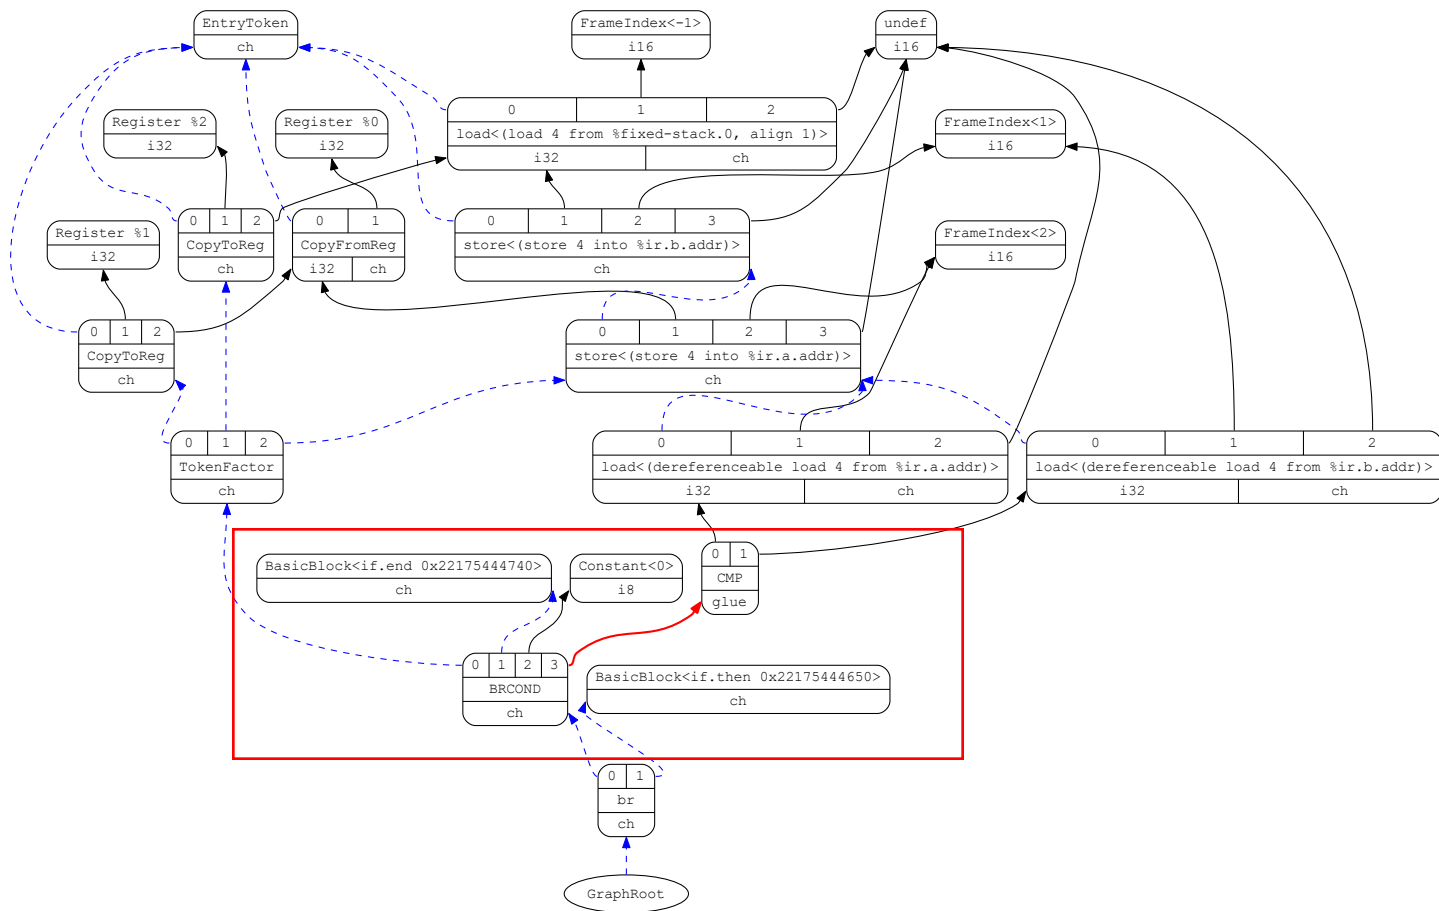 EntryToken
ch
FrameIndex<-1>
i16
undef
i16
0 1 2
load<(load 4 from %fixed-stack.0, align 1)>
i32 ch
Register %2
i32
Register %0
i32
FrameIndex<1>
i16
Register %1
i32
0 1 2
CopyToReg
ch
0 1
CopyFromReg
i32 ch
0 1 2 3
store<(store 4 into %ir.b.addr)>
ch
FrameIndex<2>
i16
0 1 2
CopyToReg
ch
0 1 2 3
store<(store 4 into %ir.a.addr)>
ch
0 1 2
TokenFactor
ch
0 1 2
load<(dereferenceable load 4 from %ir.a.addr)>
i32 ch
0 1 2
load<(dereferenceable load 4 from %ir.b.addr)>
i32 ch
BasicBlock<if.end 0x22175444740>
ch
Constant<0>
i8
0 1
CMP
glue
0 1 2 3
BRCOND
ch
BasicBlock<if.then 0x22175444650>
ch
0 1
br
ch
GraphRoot